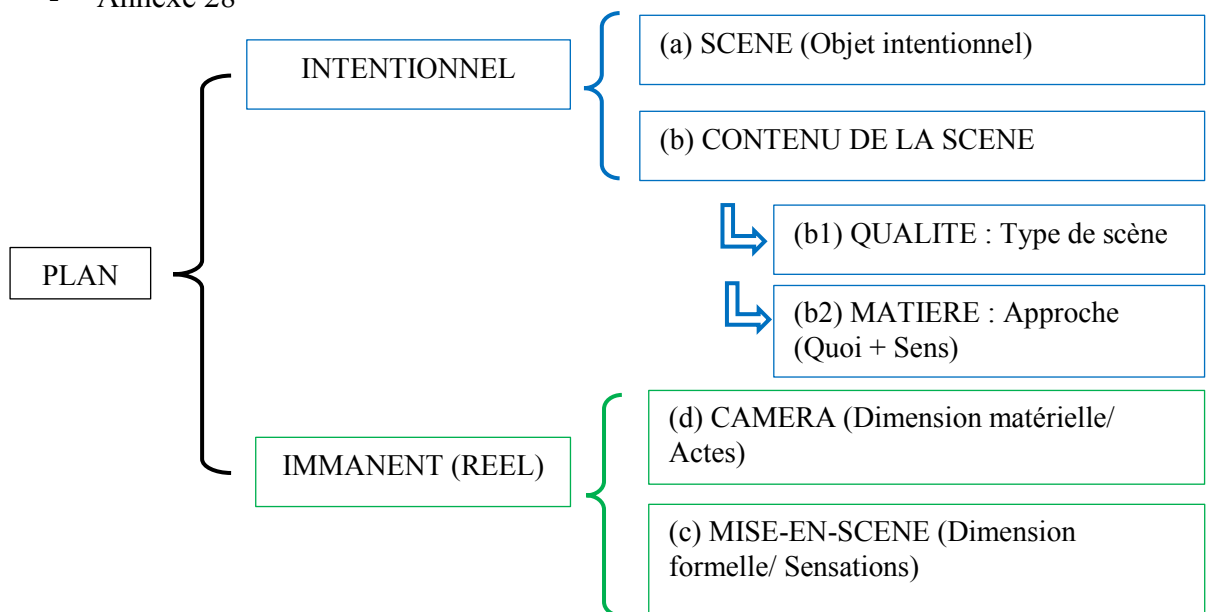 - Annexe 28
INTENTIONNEL
(a) SCENE (Objet intentionnel)
(b) CONTENU DE LA SCENE
(b1) QUALITE : Type de scène
(b2) MATIERE : Approche
(Quoi + Sens)
PLAN
IMMANENT (REEL)
(d) CAMERA (Dimension matérielle/
Actes)
(c) MISE-EN-SCENE (Dimension
formelle/ Sensations)